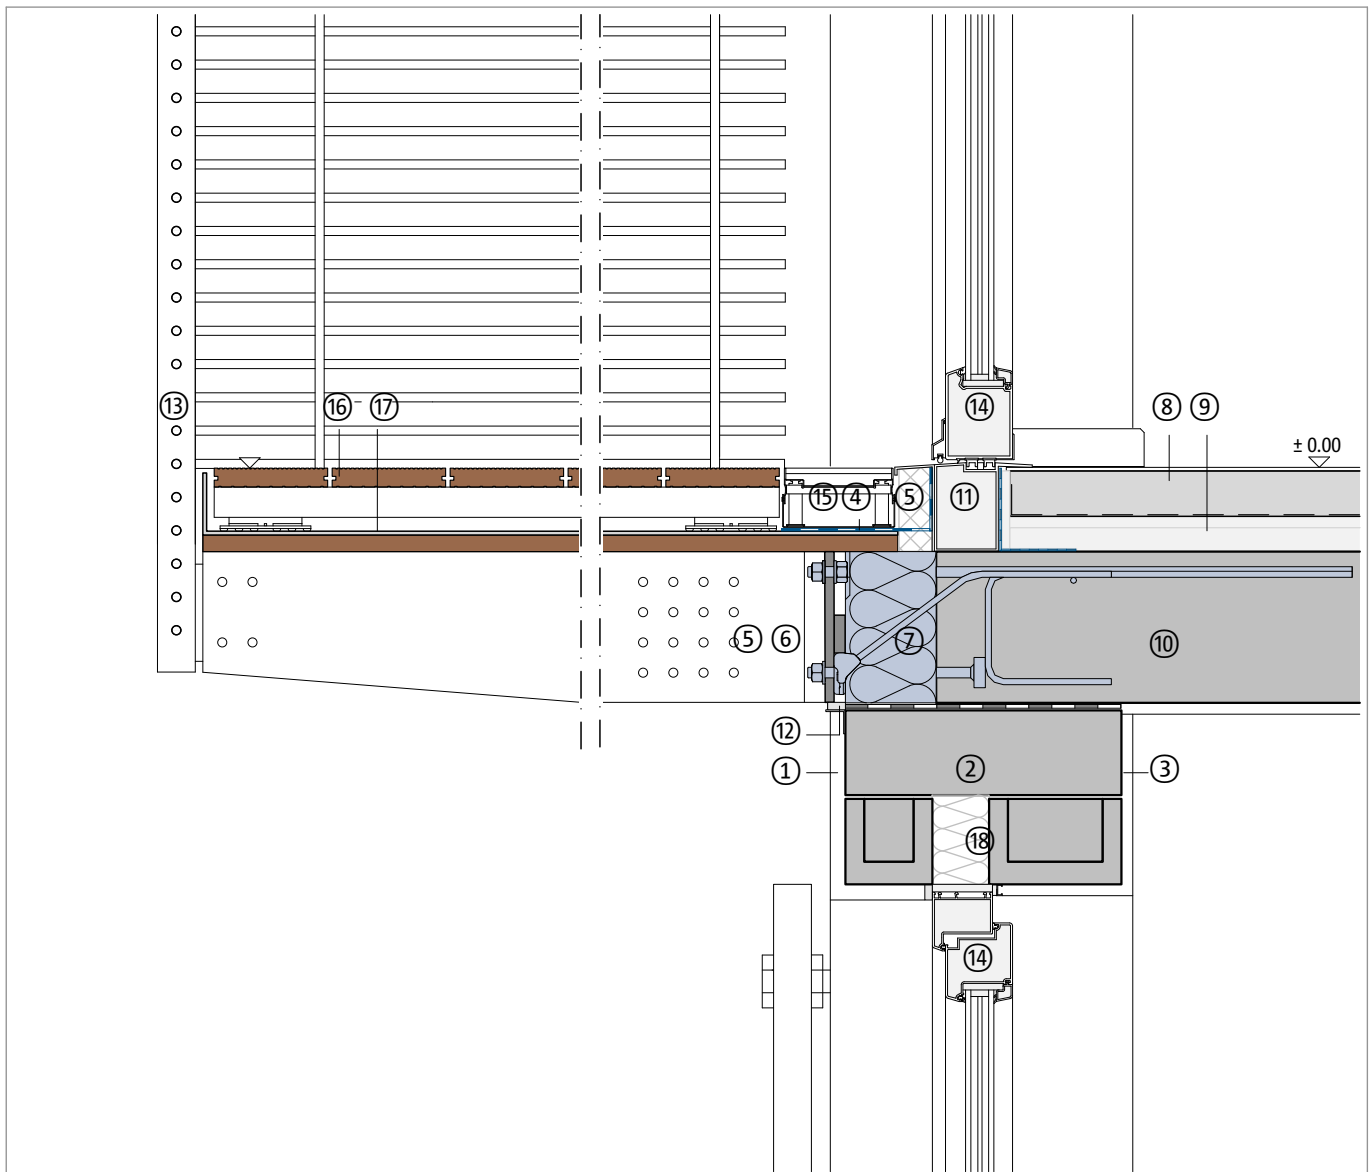 ⑬ ⑯ ⑰ ⑭ ⑧ ⑨
± 0.00
⑮ ④ ⑤ ⑪
⑤ ⑥ ⑦ ⑩
⑫
① ② ③
⑱
⑭